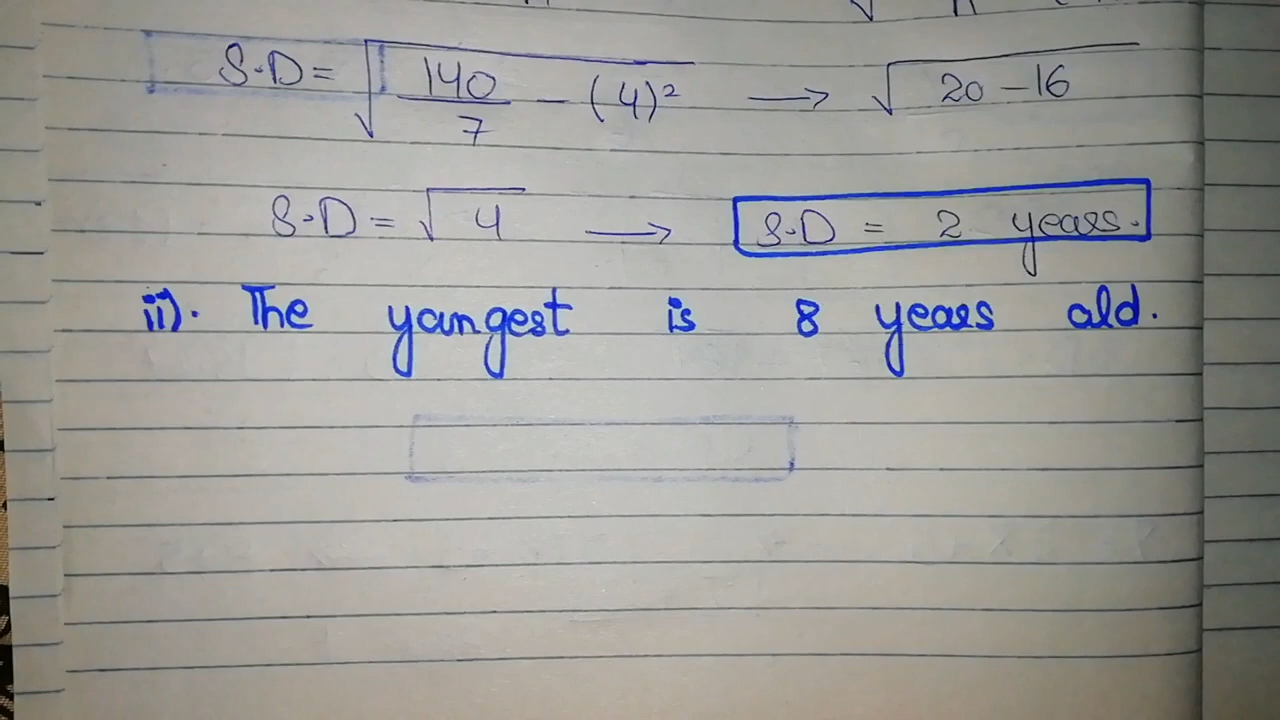 S.D = √140/7 - (4)² → √20 - 16
S.D = √4 → S.D = 2 years.
ii). The yangest is 8 years ald.